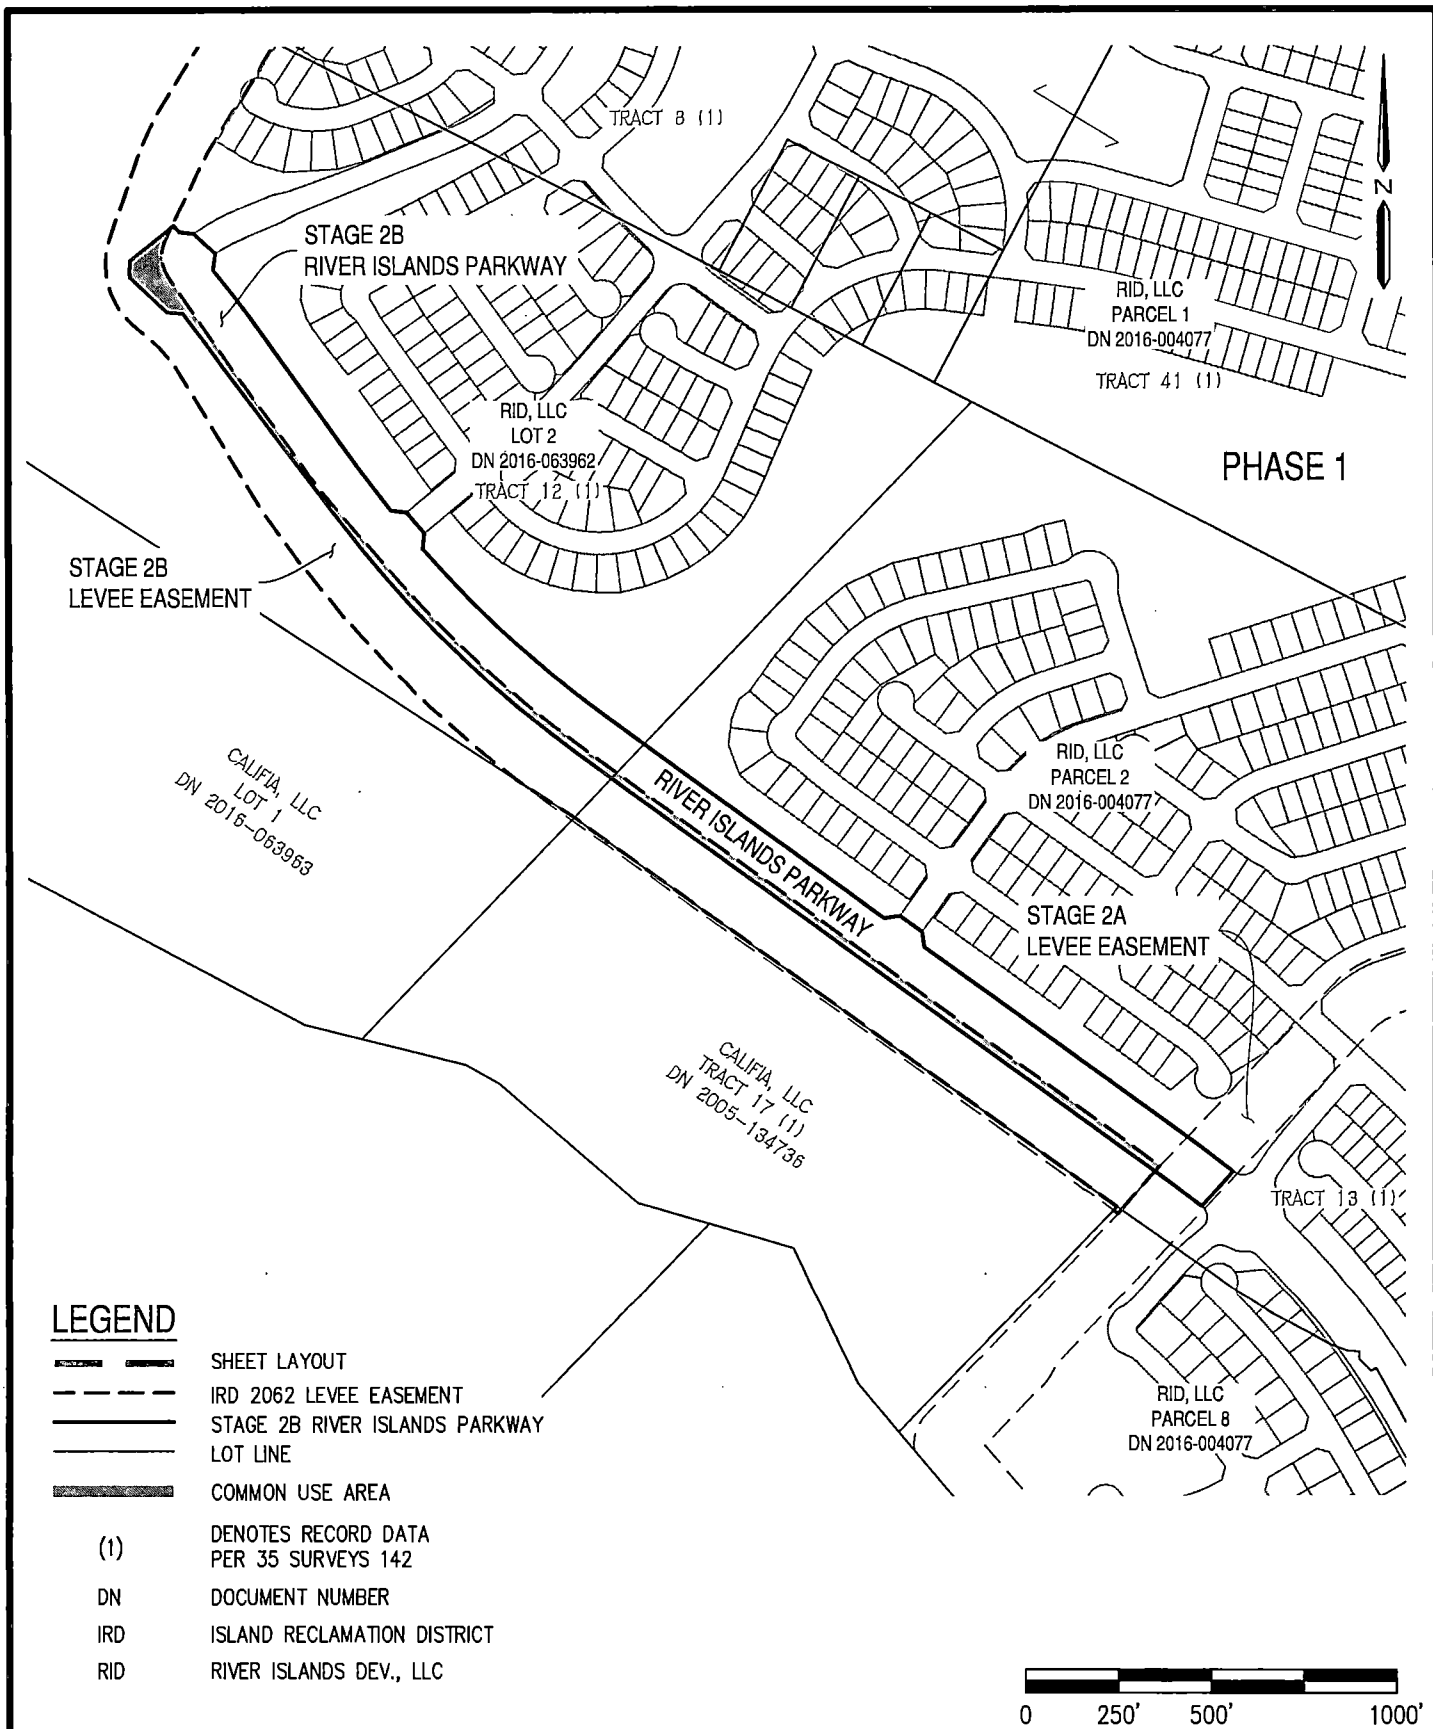 TRACT 8 (1)
N
STAGE 2B
RIVER ISLANDS PARKWAY
RID, LLC
PARCEL 1
DN 2016-004077
TRACT 41 (1)
RID, LLC
LOT 2
DN 2016-063962
TRACT 12 (1)
PHASE 1
STAGE 2B
LEVEE EASEMENT
CALIFIA, LLC
LOT 1
DN 2016-063963
RIVER ISLANDS PARKWAY
RID, LLC
PARCEL 2
DN 2016-004077
STAGE 2A
LEVEE EASEMENT
CALIFIA, LLC
TRACT 17 (1)
DN 2005-134736
TRACT 13 (1)
RID, LLC
PARCEL 8
DN 2016-004077
LEGEND
SHEET LAYOUT
IRD 2062 LEVEE EASEMENT
STAGE 2B RIVER ISLANDS PARKWAY
LOT LINE
COMMON USE AREA
(1) DENOTES RECORD DATA
PER 35 SURVEYS 142
DN DOCUMENT NUMBER
IRD ISLAND RECLAMATION DISTRICT
RID RIVER ISLANDS DEV., LLC
0 250' 500' 1000'